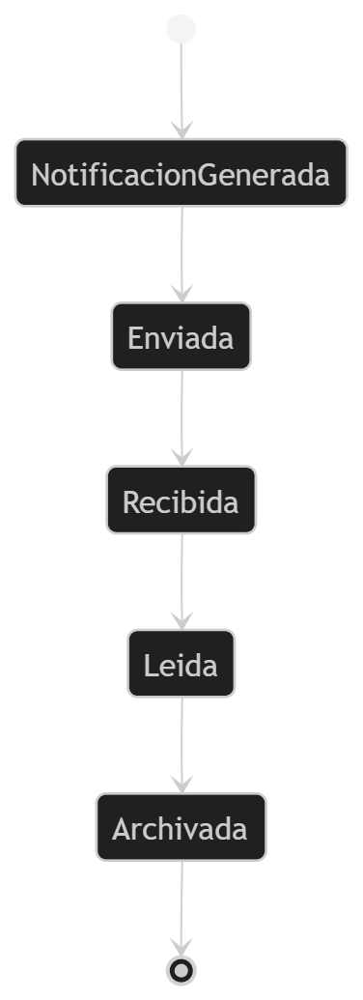 NotificacionGenerada
Enviada
Recibida
Leida
Archivada